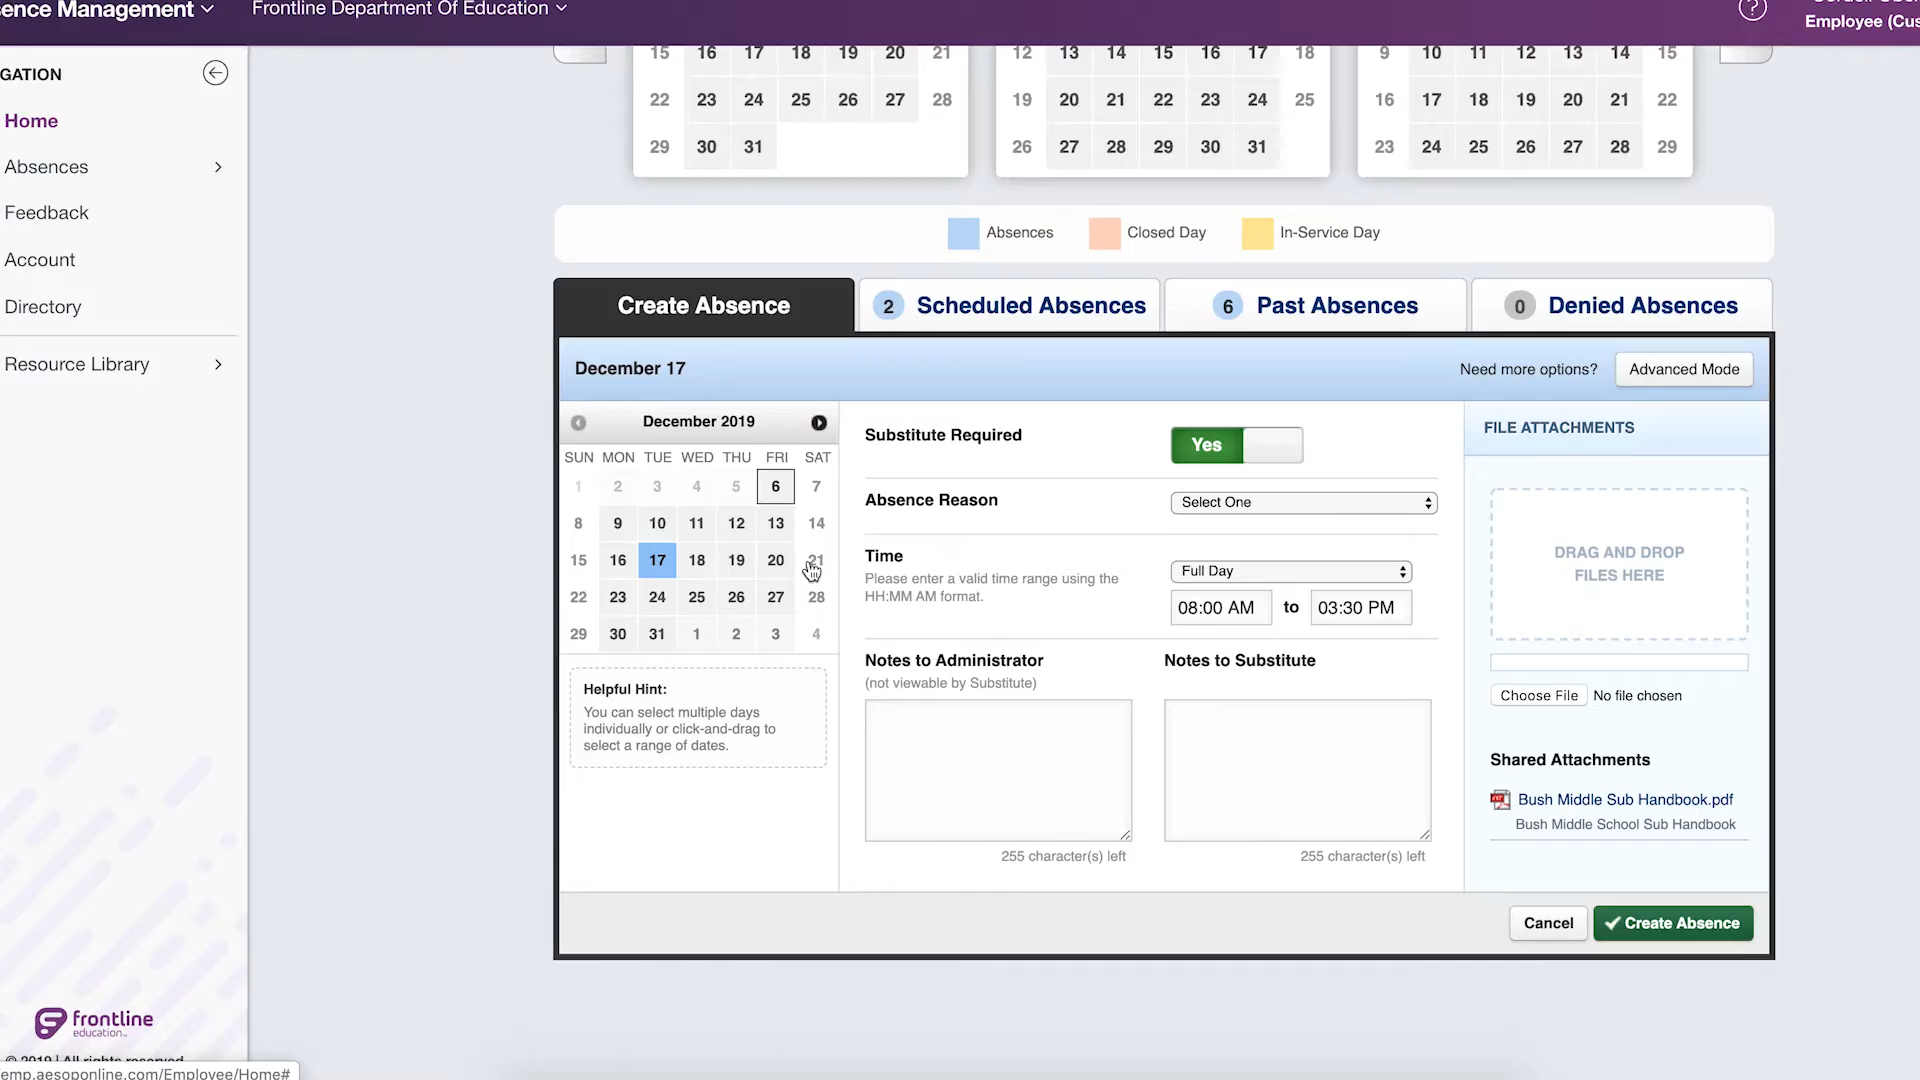 ence Management
Frontline Department Of Education
Employee (Cus
GATION
Home
Absences
Feedback
Account
Directory
Resource Library
15 16 17 18 19 20 21
22 23 24 25 26 27 28
29 30 31
12 13 14 15 16 17 18
19 20 21 22 23 24 25
26 27 28 29 30 31
9 10 11 12 13 14 15
16 17 18 19 20 21 22
23 24 25 26 27 28 29
Absences Closed Day In-Service Day
Create Absence
2 Scheduled Absences
6 Past Absences
0 Denied Absences
December 17
Need more options? Advanced Mode
December 2019
SUN MON TUE WED THU FRI SAT
1 2 3 4 5 6 7
8 9 10 11 12 13 14
15 16 17 18 19 20 21
22 23 24 25 26 27 28
29 30 31 1 2 3 4
Helpful Hint:
You can select multiple days
individually or click-and-drag to
select a range of dates.
Substitute Required Yes
Absence Reason Select One
Time
Please enter a valid time range using the
HH:MM AM format.
Full Day
08:00 AM to 03:30 PM
Notes to Administrator
(not viewable by Substitute)
255 character(s) left
Notes to Substitute
255 character(s) left
FILE ATTACHMENTS
DRAG AND DROP
FILES HERE
Choose File No file chosen
Shared Attachments
Bush Middle Sub Handbook.pdf
Bush Middle School Sub Handbook
Cancel
Create Absence
frontline
education
© 2019 | All rights reserved
emp.aesoponline.com/Employee/Home#